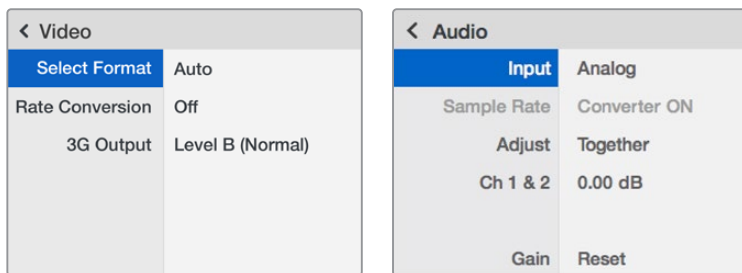 < Video
Select Format Auto
Rate Conversion Off
3G Output Level B (Normal)
< Audio
Input Analog
Sample Rate Converter ON
Adjust Together
Ch 1 & 2 0.00 dB
Gain Reset